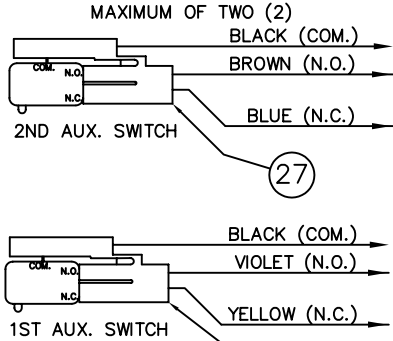 MAXIMUM OF TWO (2)
BLACK (COM.)
COM.
N.O.
BROWN (N.O.)
N.C.
BLUE (N.C.)
2ND AUX. SWITCH
27
BLACK (COM.)
COM.
N.O.
VIOLET (N.O.)
N.C.
YELLOW (N.C.)
1ST AUX. SWITCH